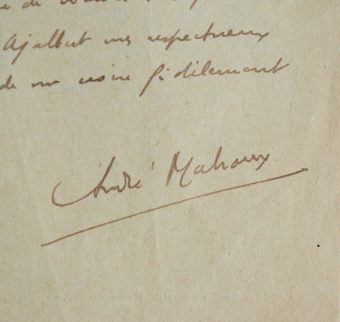 Ajalbert mes respectueux
de me croire fidèlement
André Malraux